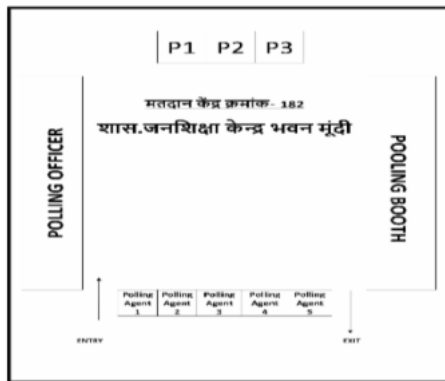 P1 P2 P3
मतदान केंद्र क्रमांक- 182
शास.जनशिक्षा केन्द्र भवन मूंदी
POLLING OFFICER
POOLING BOOTH
Polling Agent 1
Polling Agent 2
Polling Agent 3
Polling Agent 4
Polling Agent 5
ENTRY
EXIT